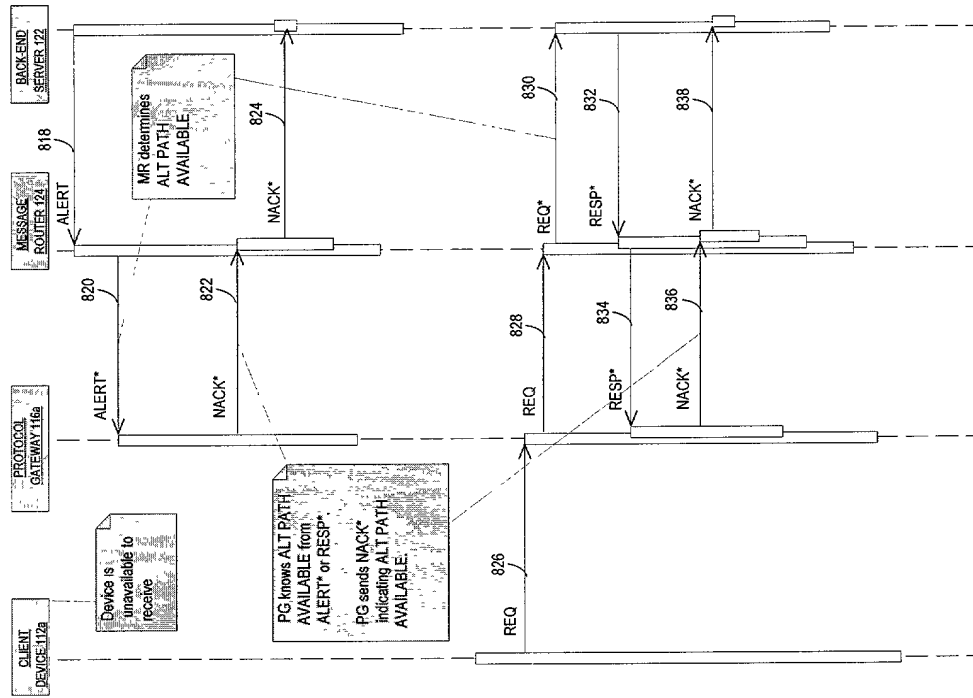 CLIENT
DEVICE 112a
PROTOCOL
GATEWAY 116a
MESSAGE
ROUTER 124
BACK-END
SERVER 122
Device is
unavailable to
receive
818
ALERT
820
ALERT*
MR determines
ALT PATH
AVAILABLE
822
NACK*
824
NACK*
PG knows ALT PATH
AVAILABLE from
ALERT* or RESP*.
PG sends NACK*
indicating ALT PATH
AVAILABLE.
826
REQ
828
REQ
830
REQ*
832
RESP*
834
RESP*
836
NACK*
838
NACK*